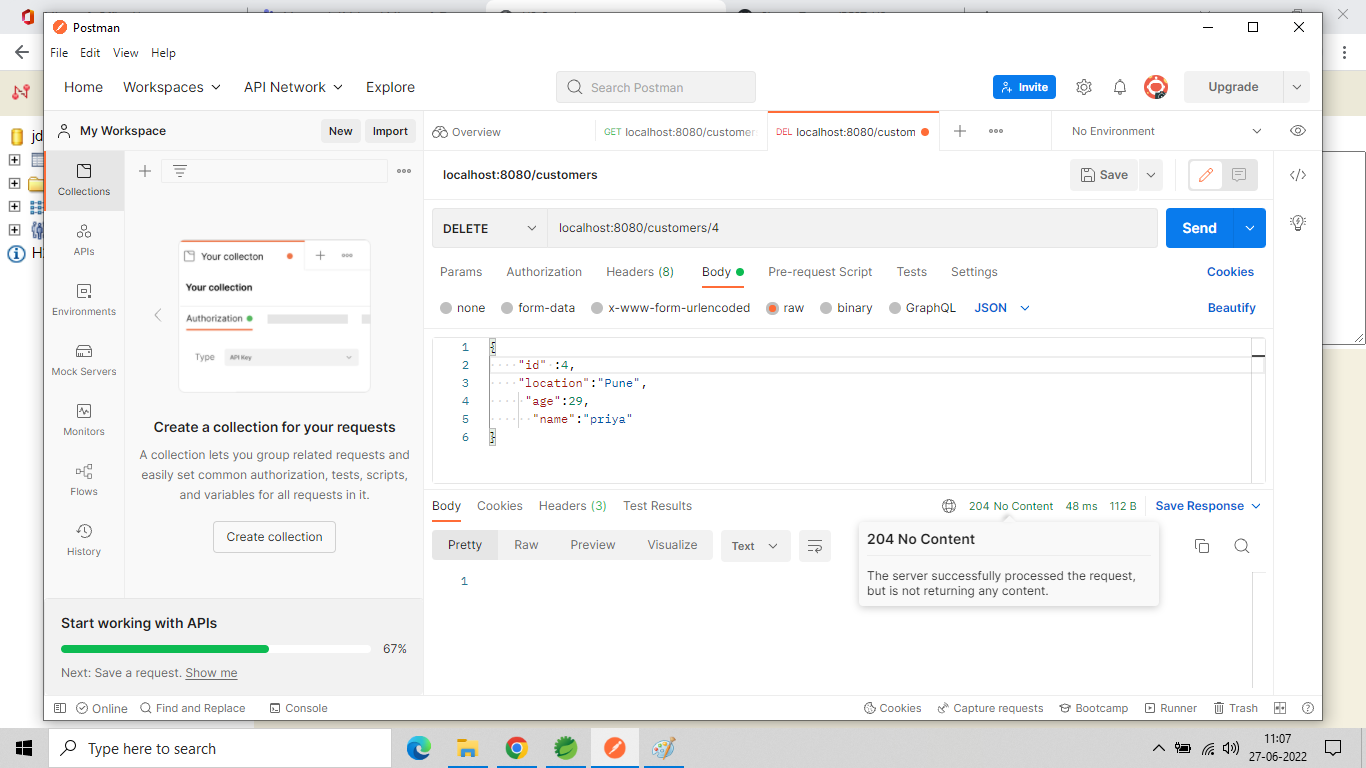 Postman
File Edit View Help
Home Workspaces API Network Explore
Search Postman
Invite
Upgrade
My Workspace
New Import
Overview
GET localhost:8080/customer
DEL localhost:8080/custom
No Environment
jd
H
Collections
APIs
Environments
Mock Servers
Monitors
Flows
History
Your collecton
Your collection
Authorization
Type API Key
Create a collection for your requests
A collection lets you group related requests and
easily set common authorization, tests, scripts,
and variables for all requests in it.
Create collection
Start working with APIs
67%
Next: Save a request. Show me
localhost:8080/customers
Save
DELETE localhost:8080/customers/4
Send
Params Authorization Headers (8) Body Pre-request Script Tests Settings Cookies
none form-data x-www-form-urlencoded raw binary GraphQL JSON Beautify
1 {
2 "id" :4,
3 "location":"Pune",
4 "age":29,
5 "name":"priya"
6 }
Body Cookies Headers (3) Test Results
204 No Content 48 ms 112 B Save Response
Pretty Raw Preview Visualize Text
204 No Content
The server successfully processed the request,
but is not returning any content.
1
Online Find and Replace Console
Cookies Capture requests Bootcamp Runner Trash
Type here to search
11:07
27-06-2022